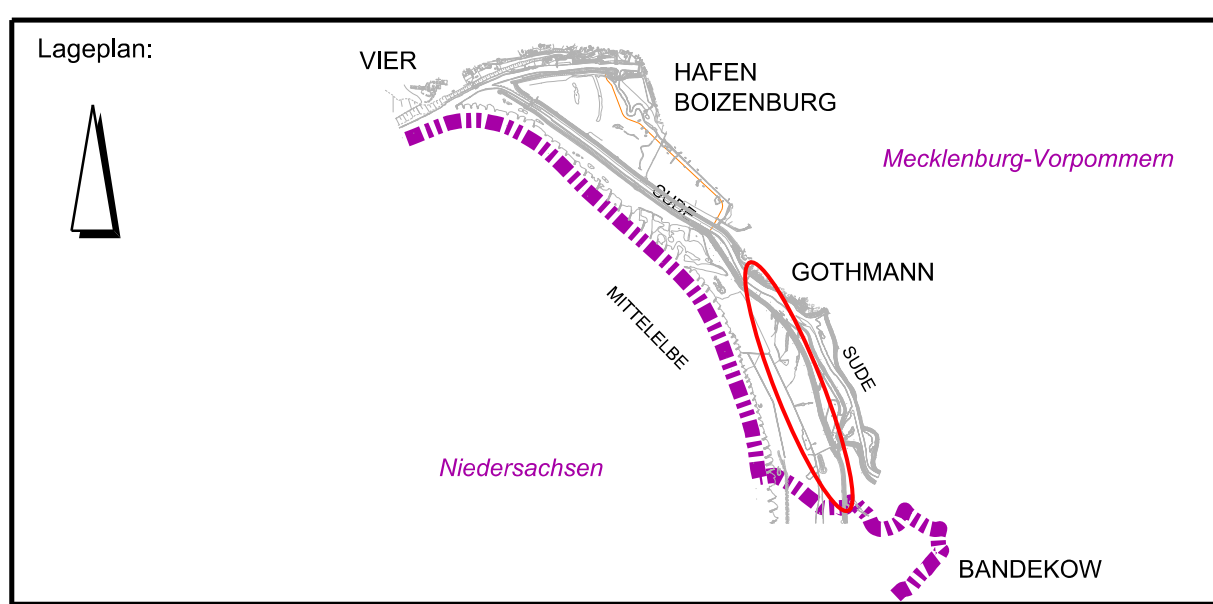 Lageplan:
VIER
HAFEN
BOIZENBURG
Mecklenburg-Vorpommern
SUDE
GOTHMANN
MITTELELBE
SUDE
Niedersachsen
BANDEKOW